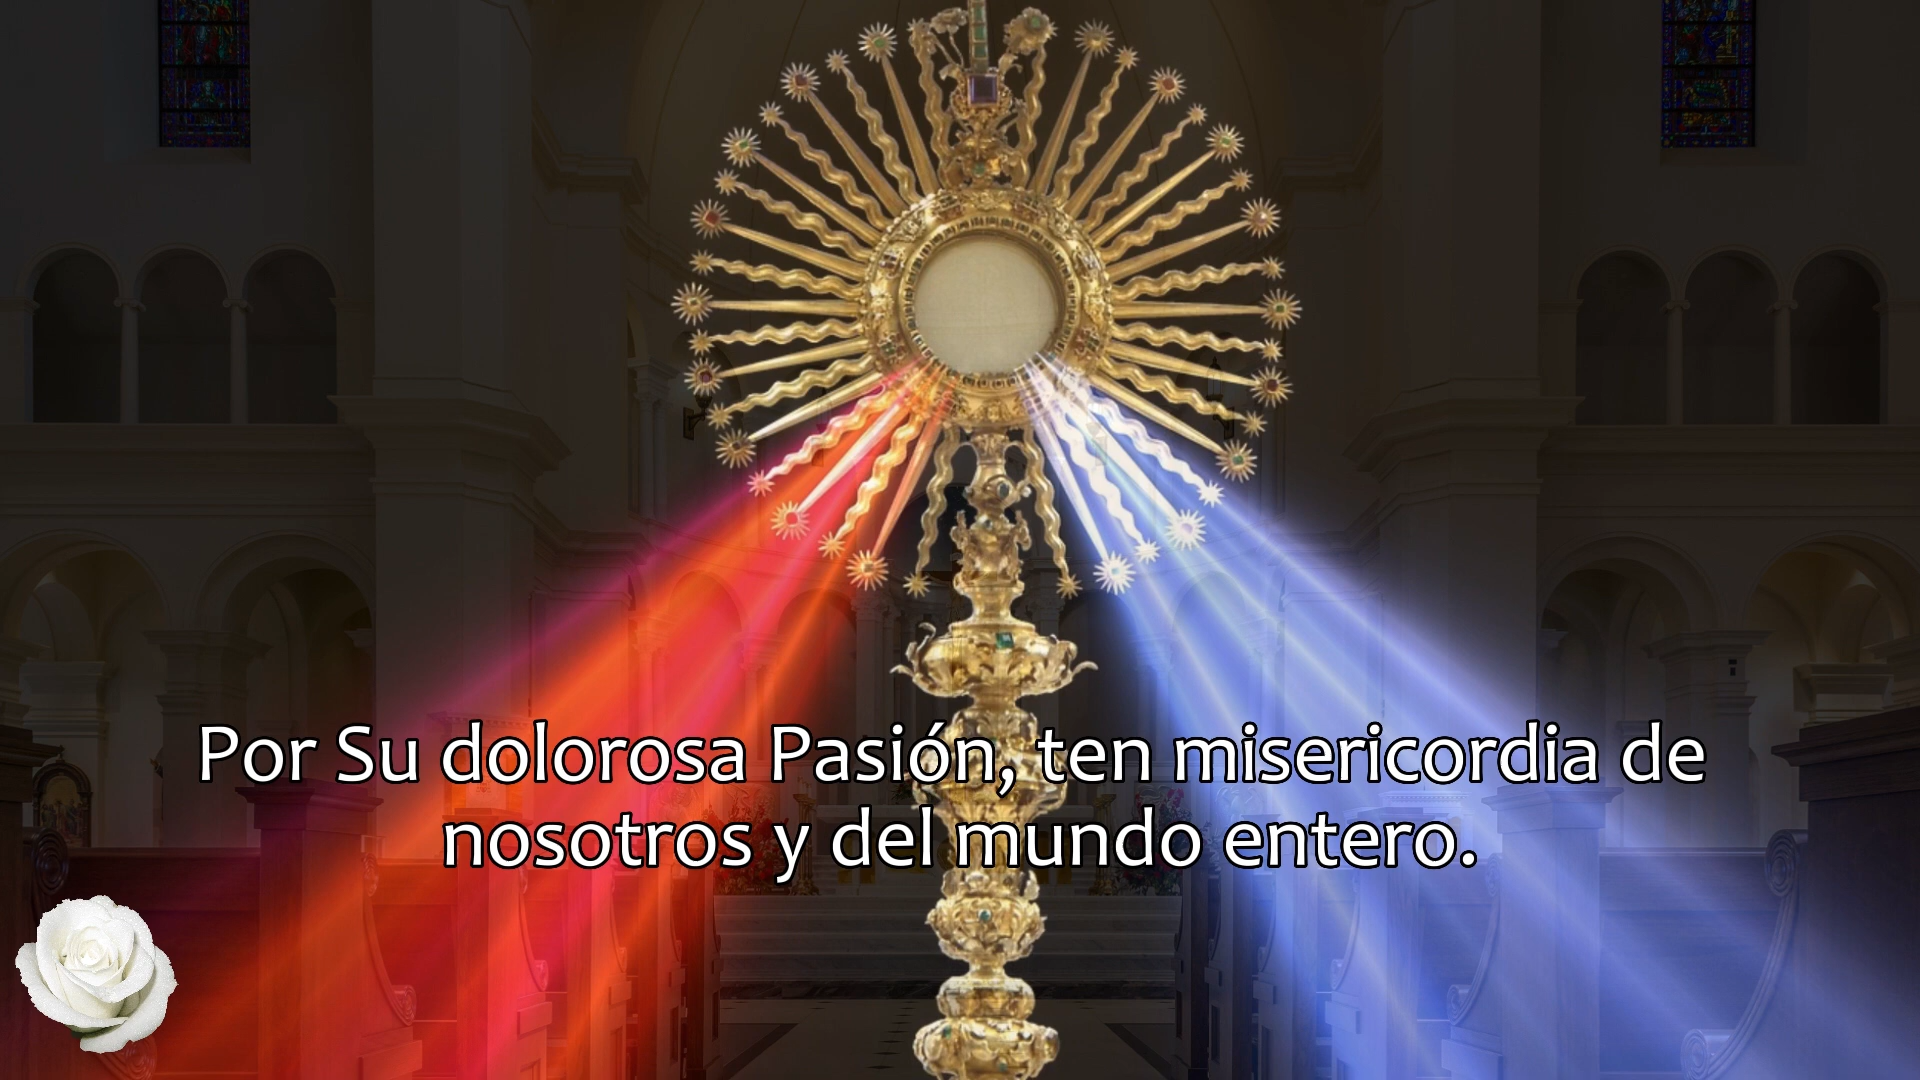 Por Su dolorosa Pasión, ten misericordia de
nosotros y del mundo entero.